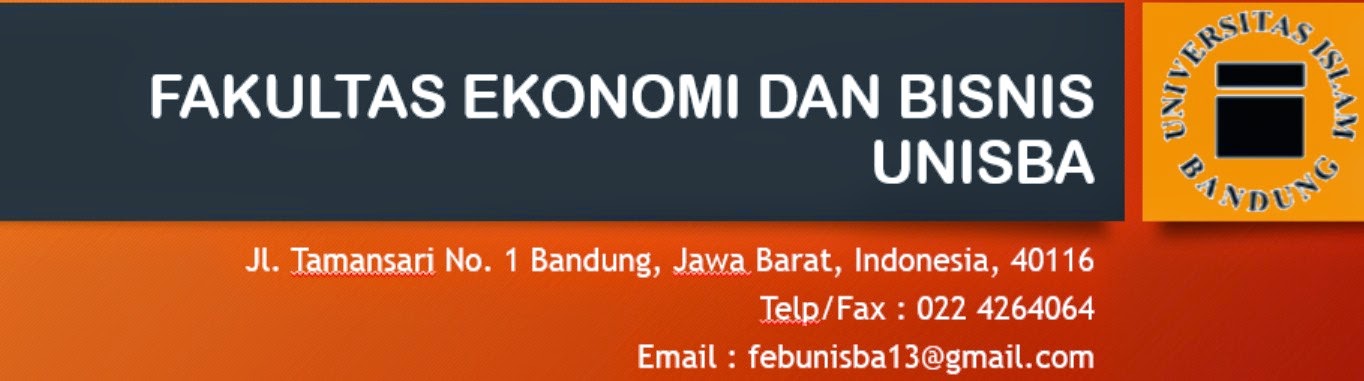 FAKULTAS EKONOMI DAN BISNIS
UNISBA
UNIVERSITAS ISLAM
BANDUNG
Jl. Tamansari No. 1 Bandung, Jawa Barat, Indonesia, 40116
Telp/Fax : 022 4264064
Email : febunisba13@gmail.com